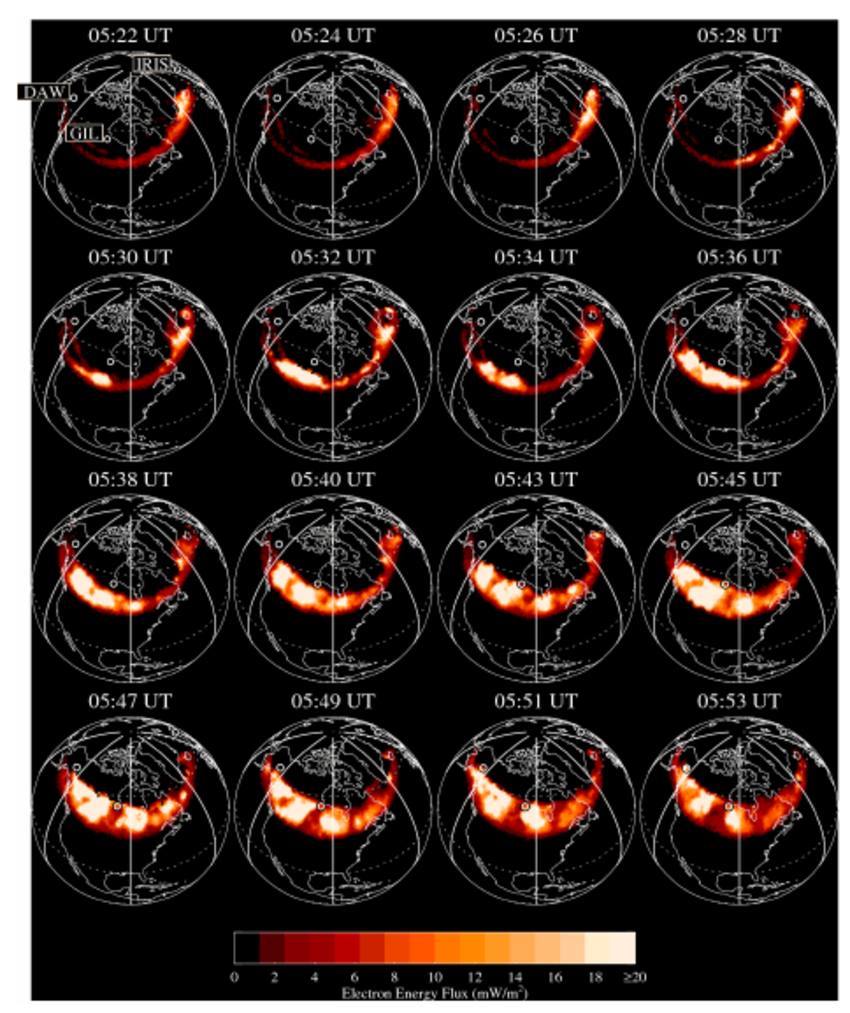 05:22 UT 05:24 UT 05:26 UT 05:28 UT
IRIS
DAW
GIL
05:30 UT 05:32 UT 05:34 UT 05:36 UT
05:38 UT 05:40 UT 05:43 UT 05:45 UT
05:47 UT 05:49 UT 05:51 UT 05:53 UT
0 2 4 6 8 10 12 14 16 18 ≥20
Electron Energy Flux (mW/m²)